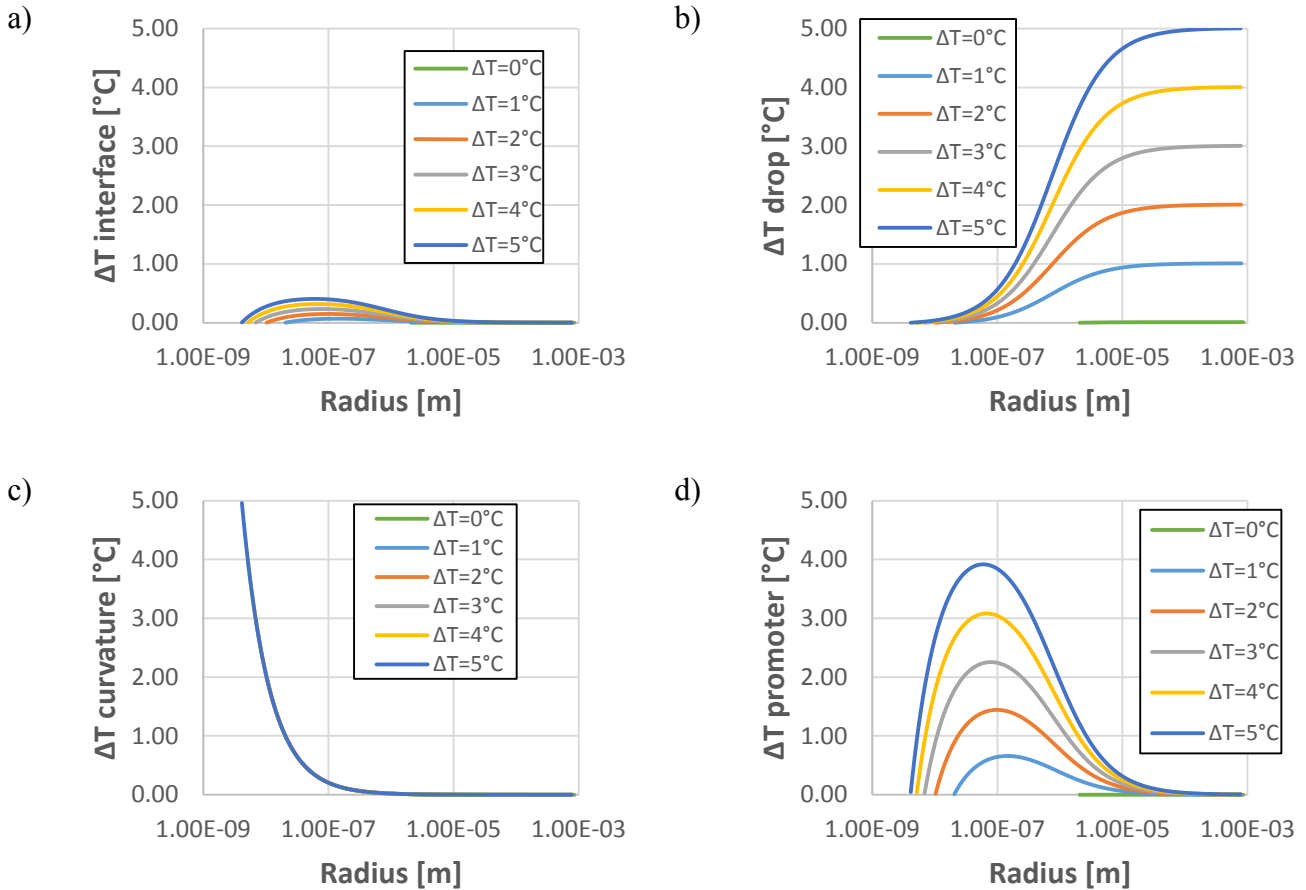 a)
5.00
4.00
3.00
2.00
1.00
0.00
ΔT interface [°C]
ΔT=0°C
ΔT=1°C
ΔT=2°C
ΔT=3°C
ΔT=4°C
ΔT=5°C
1.00E-09 1.00E-07 1.00E-05 1.00E-03
Radius [m]
b)
5.00
4.00
3.00
2.00
1.00
0.00
ΔT drop [°C]
ΔT=0°C
ΔT=1°C
ΔT=2°C
ΔT=3°C
ΔT=4°C
ΔT=5°C
1.00E-09 1.00E-07 1.00E-05 1.00E-03
Radius [m]
c)
5.00
4.00
3.00
2.00
1.00
0.00
ΔT curvature [°C]
ΔT=0°C
ΔT=1°C
ΔT=2°C
ΔT=3°C
ΔT=4°C
ΔT=5°C
1.00E-09 1.00E-07 1.00E-05 1.00E-03
Radius [m]
d)
5.00
4.00
3.00
2.00
1.00
0.00
ΔT promoter [°C]
ΔT=0°C
ΔT=1°C
ΔT=2°C
ΔT=3°C
ΔT=4°C
ΔT=5°C
1.00E-09 1.00E-07 1.00E-05 1.00E-03
Radius [m]